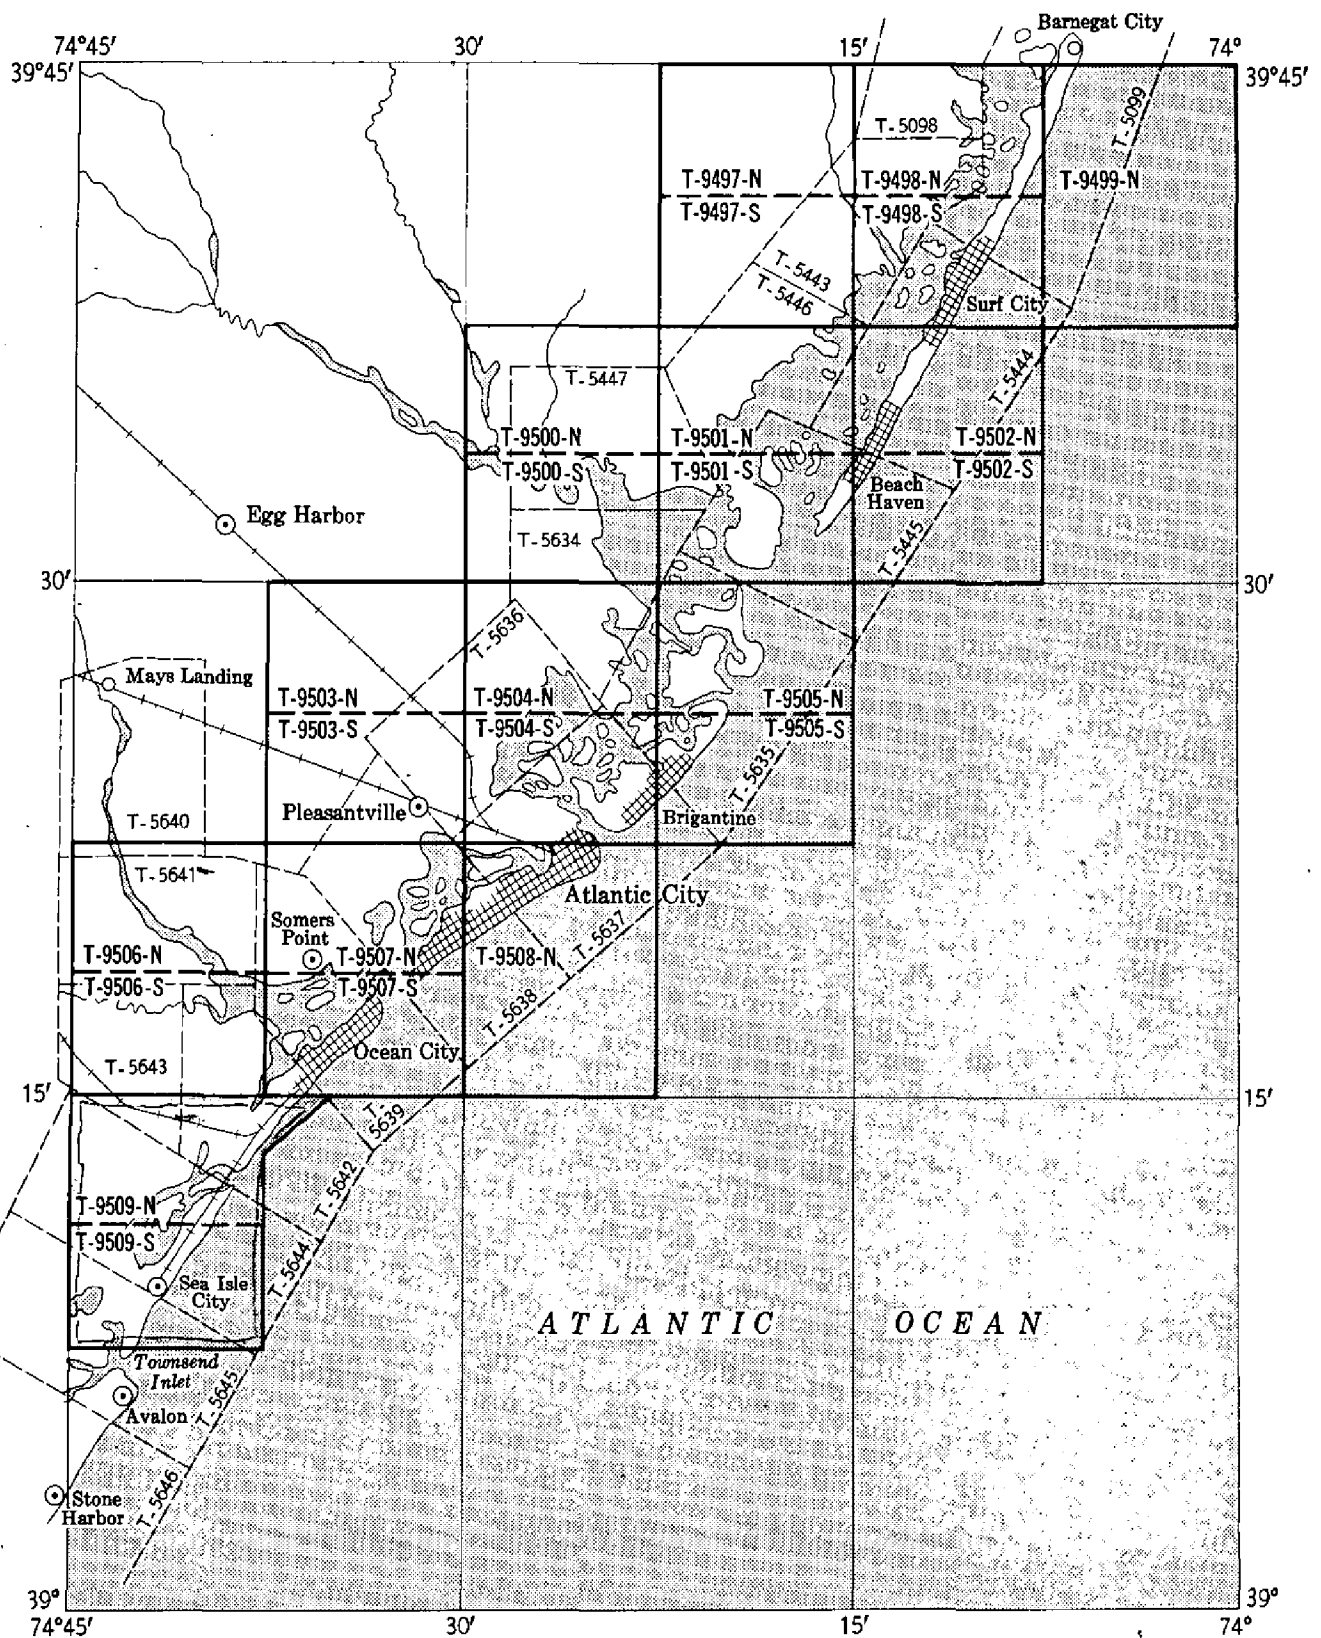 Barnegat City
74°45′
30′
15′
74°
39°45′
39°45′
T-5099
T-5098
T-9497-N
T-9498-N
T-9499-N
T-9497-S
T-9498-S
T-5443
T-5446
Surf City
T-5444
T-5447
T-9500-N
T-9501-N
T-9502-N
T-9500-S
T-9501-S
T-9502-S
Beach
Haven
Egg Harbor
T-5634
T-5445
30′
30′
T-5636
Mays Landing
T-9503-N
T-9504-N
T-9505-N
T-9503-S
T-9504-S
T-9505-S
T-5635
Pleasantville
Brigantine
T-5640
T-5641
Atlantic City
Somers
Point
T-5637
T-9506-N
T-9507-N
T-9508-N
T-9506-S
T-9507-S
T-5638
Ocean City
T-5643
15′
15′
T-
5639
T-5642
T-9509-N
T-9509-S
T-5644
Sea Isle
City
ATLANTIC OCEAN
Townsend
Inlet
T-5645
Avalon
T-5646
Stone
Harbor
39°
39°
74°45′
30′
15′
74°